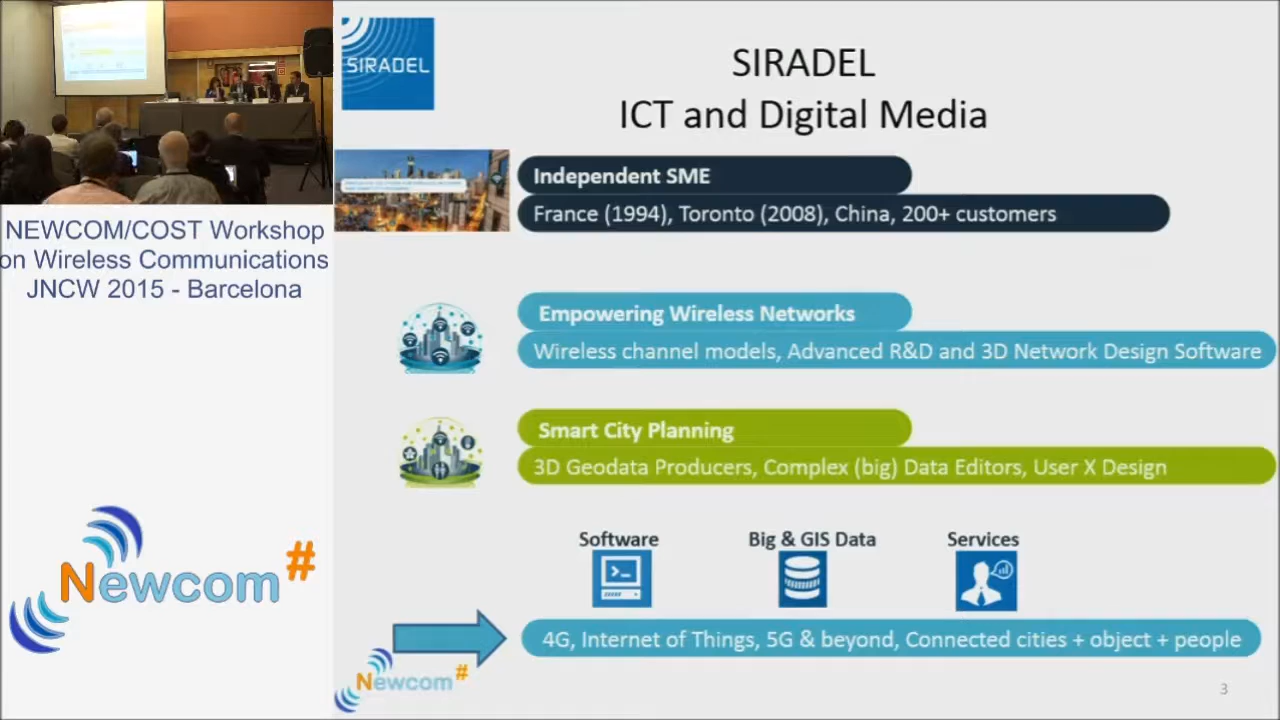 SIRADEL
SIRADEL
ICT and Digital Media
Independent SME
France (1994), Toronto (2008), China, 200+ customers
NEWCOM/COST Workshop
on Wireless Communications
JNCW 2015 - Barcelona
Empowering Wireless Networks
Wireless channel models, Advanced R&D and 3D Network Design Software
Smart City Planning
3D Geodata Producers, Complex (big) Data Editors, User X Design
Software
Big & GIS Data
Services
Newcom#
4G, Internet of Things, 5G & beyond, Connected cities + object + people
Newcom#
3